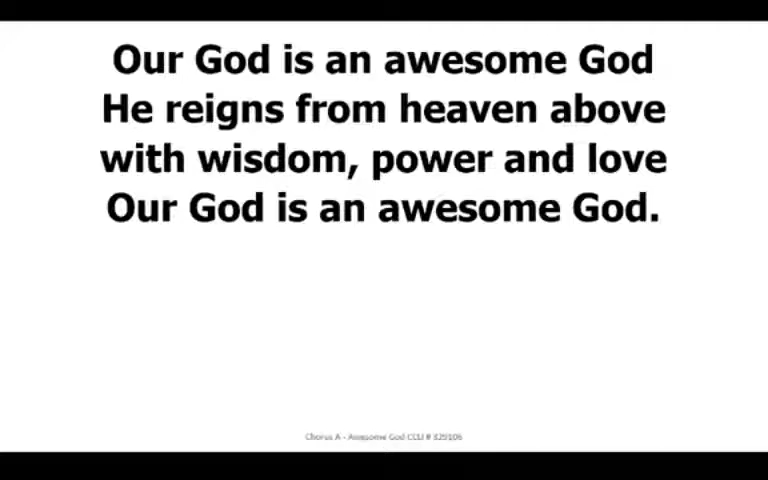 Our God is an awesome God
He reigns from heaven above
with wisdom, power and love
Our God is an awesome God.
Chorus A - Awesome God CCLI #